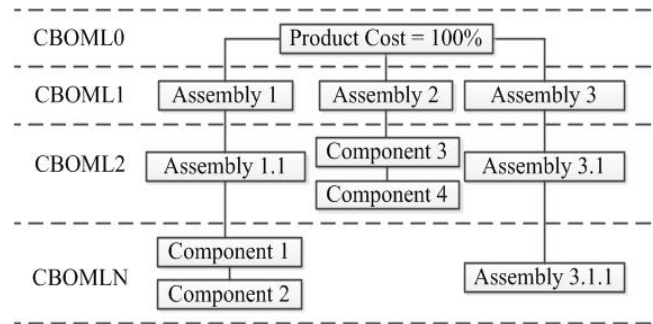 CBOML0
Product Cost = 100%
CBOML1
Assembly 1
Assembly 2
Assembly 3
CBOML2
Assembly 1.1
Component 3
Component 4
Assembly 3.1
CBOMLN
Component 1
Component 2
Assembly 3.1.1